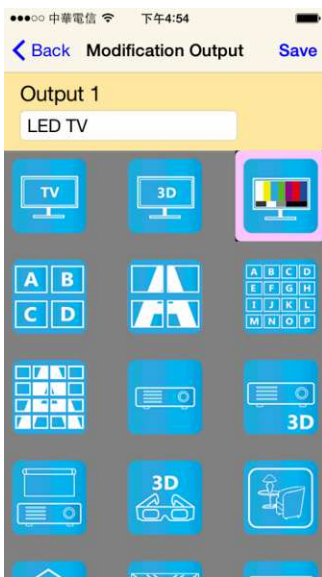 中華電信 下午4:54
Back Modification Output Save
Output 1
LED TV
TV 3D
A B
C D
A B C D
E F G H
I J K L
M N O P
3D
3D